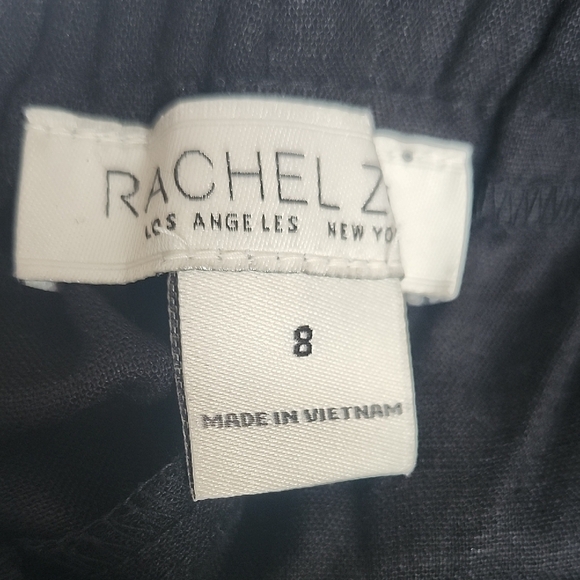 RACHEL Z
LOS ANGELES NEW YO
8
MADE IN VIETNAM